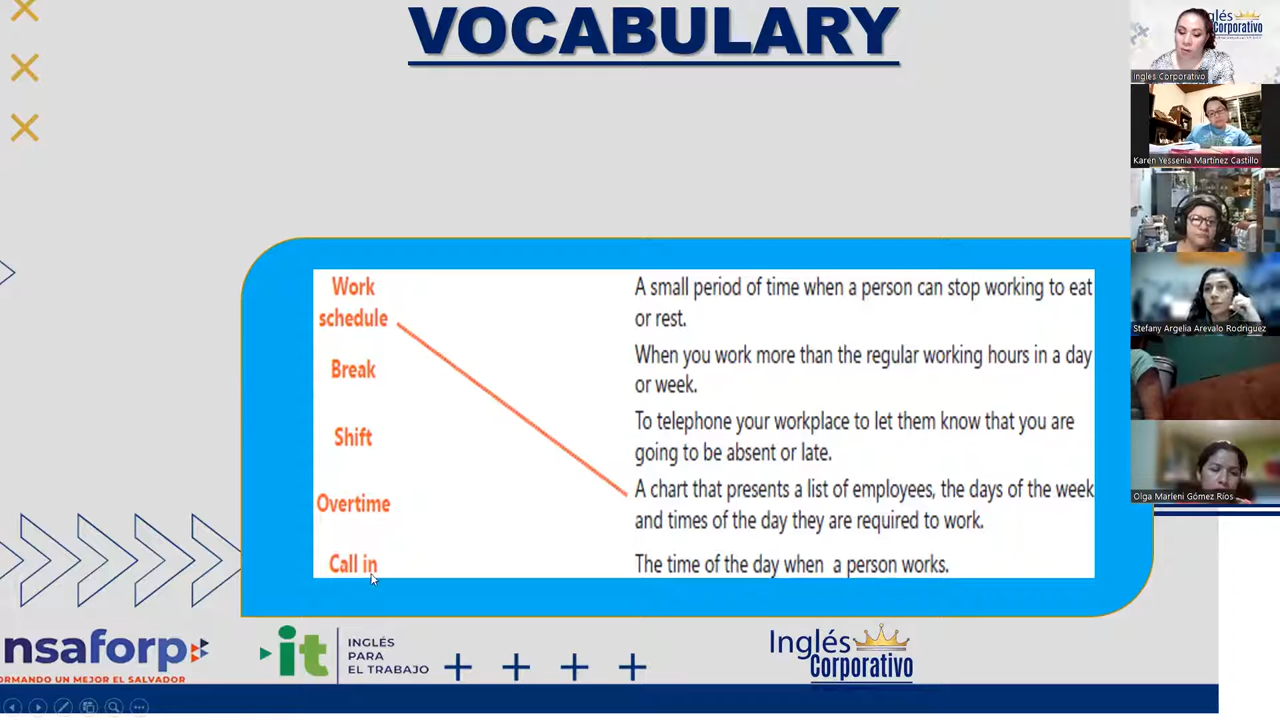 VOCABULARY
Work
schedule
Break
Shift
Overtime
Call in
A small period of time when a person can stop working to eat
or rest.
When you work more than the regular working hours in a day
or week.
To telephone your workplace to let them know that you are
going to be absent or late.
A chart that presents a list of employees, the days of the week
and times of the day they are required to work.
The time of the day when a person works.
nsaforp
ORMANDO UN MEJOR EL SALVADOR
it
INGLÉS
PARA
EL TRABAJO
Inglés
Corporativo
glés
Corporativo
Ingles Corporativo
Karen Yessenia Martínez Castillo
Stefany Argelia Arevalo Rodriguez
Olga Marleni Gómez Ríos